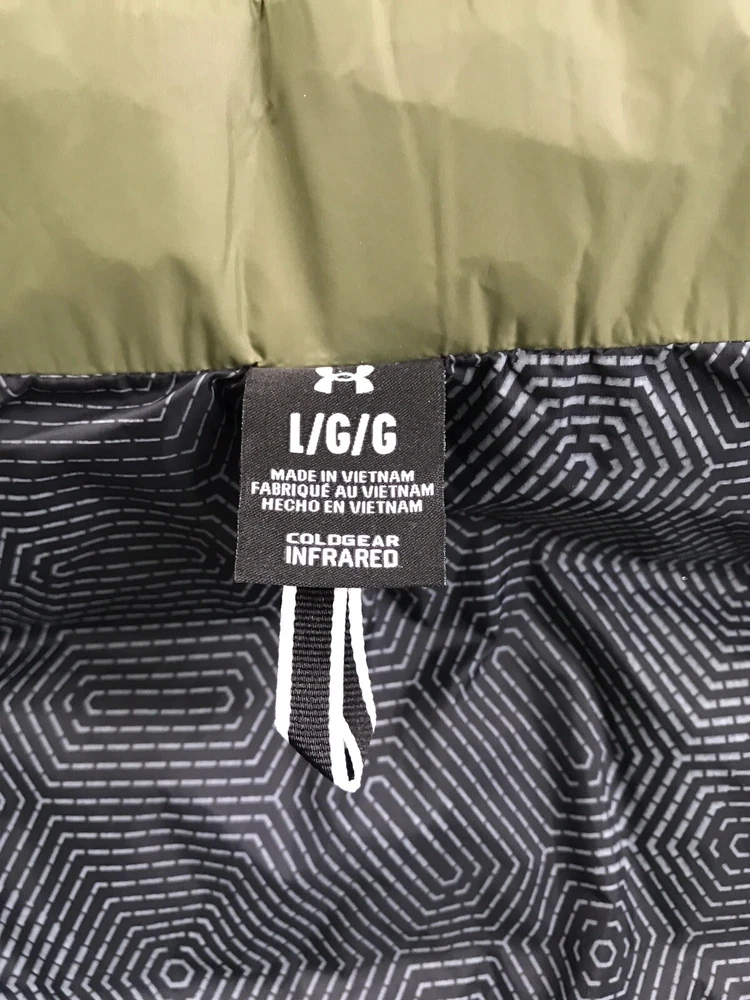 L/G/G
MADE IN VIETNAM
FABRIQUÉ AU VIETNAM
HECHO EN VIETNAM
COLDGEAR
INFRARED